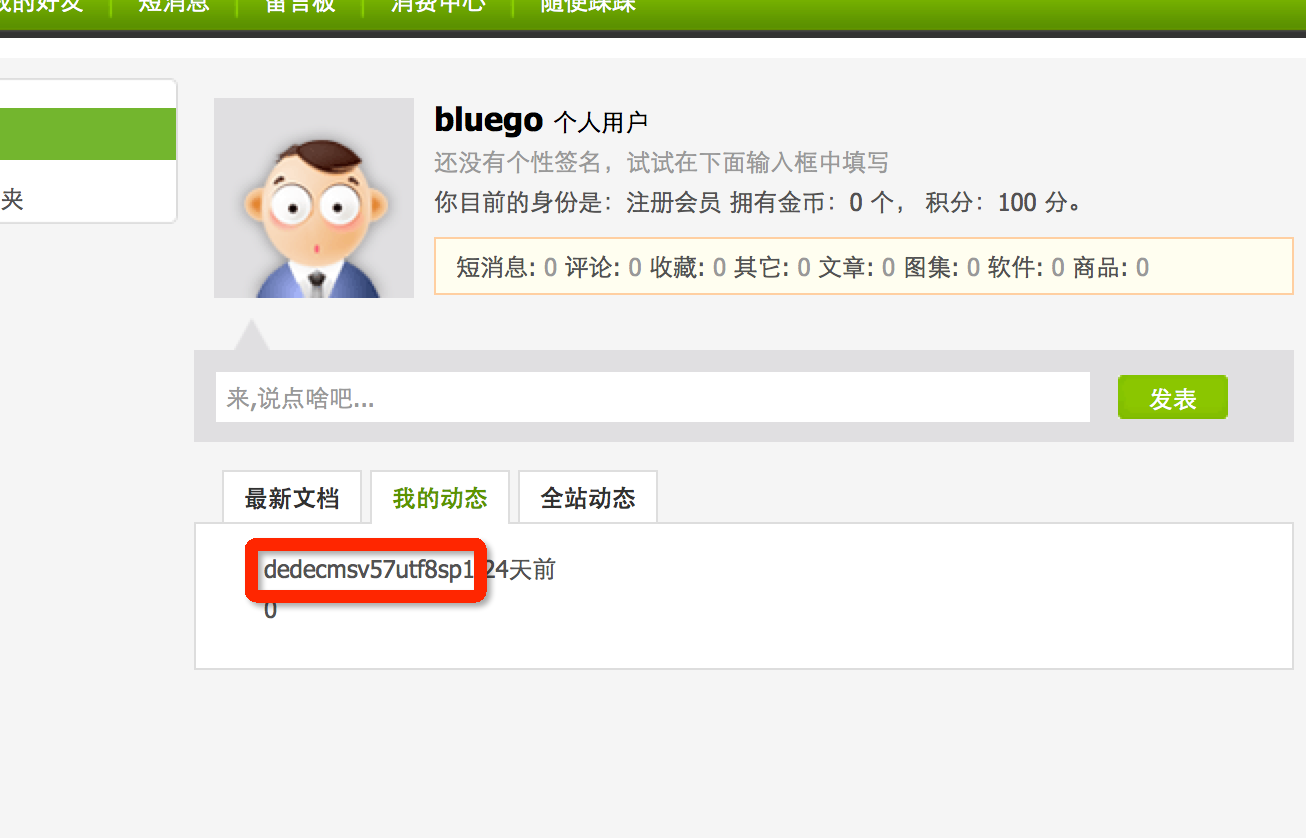 我的好友 短消息 留言板 消费中心 随便踩踩
夹
bluego 个人用户
还没有个性签名，试试在下面输入框中填写
你目前的身份是：注册会员 拥有金币：0 个， 积分：100 分。
短消息: 0 评论: 0 收藏: 0 其它: 0 文章: 0 图集: 0 软件: 0 商品: 0
来,说点啥吧... 发表
最新文档 我的动态 全站动态
dedecmsv57utf8sp1 24天前
0